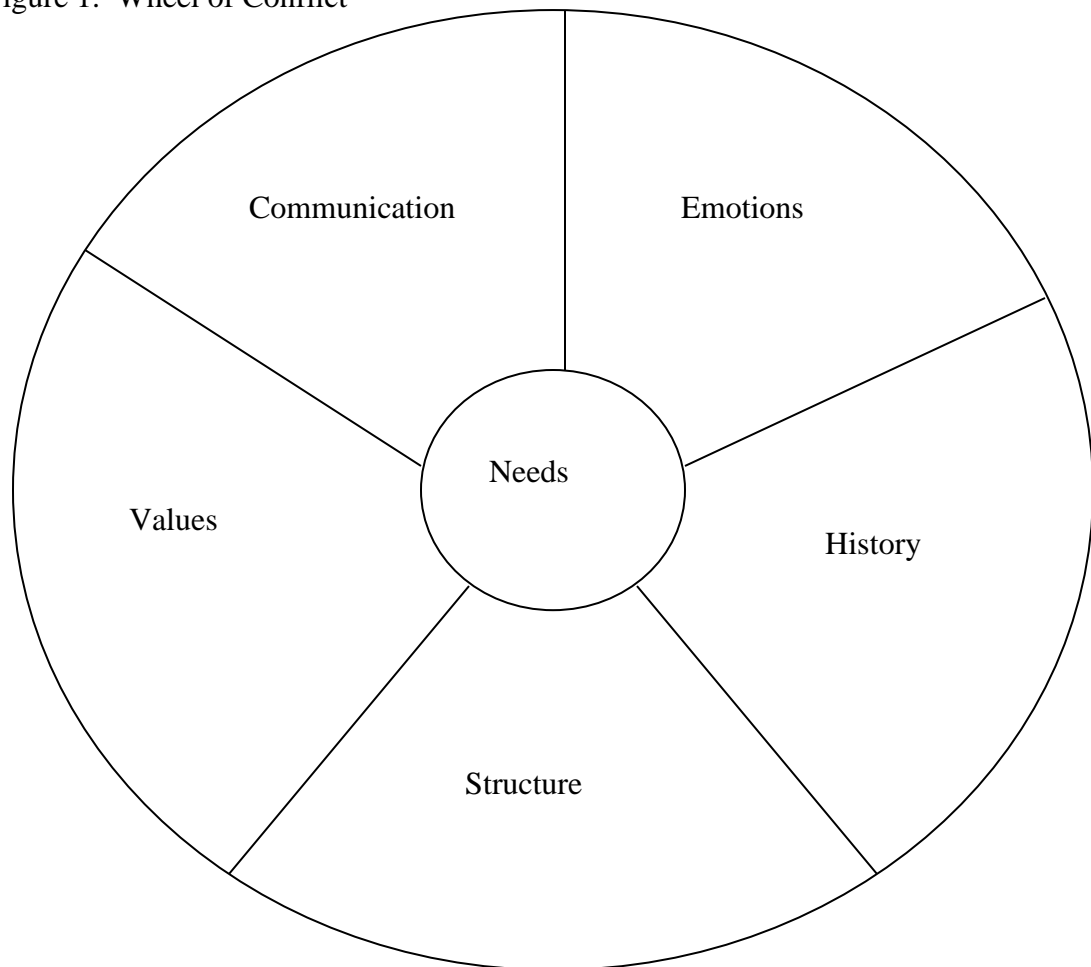 igure 1: Wheel of Conflict
Communication
Emotions
Needs
Values
History
Structure